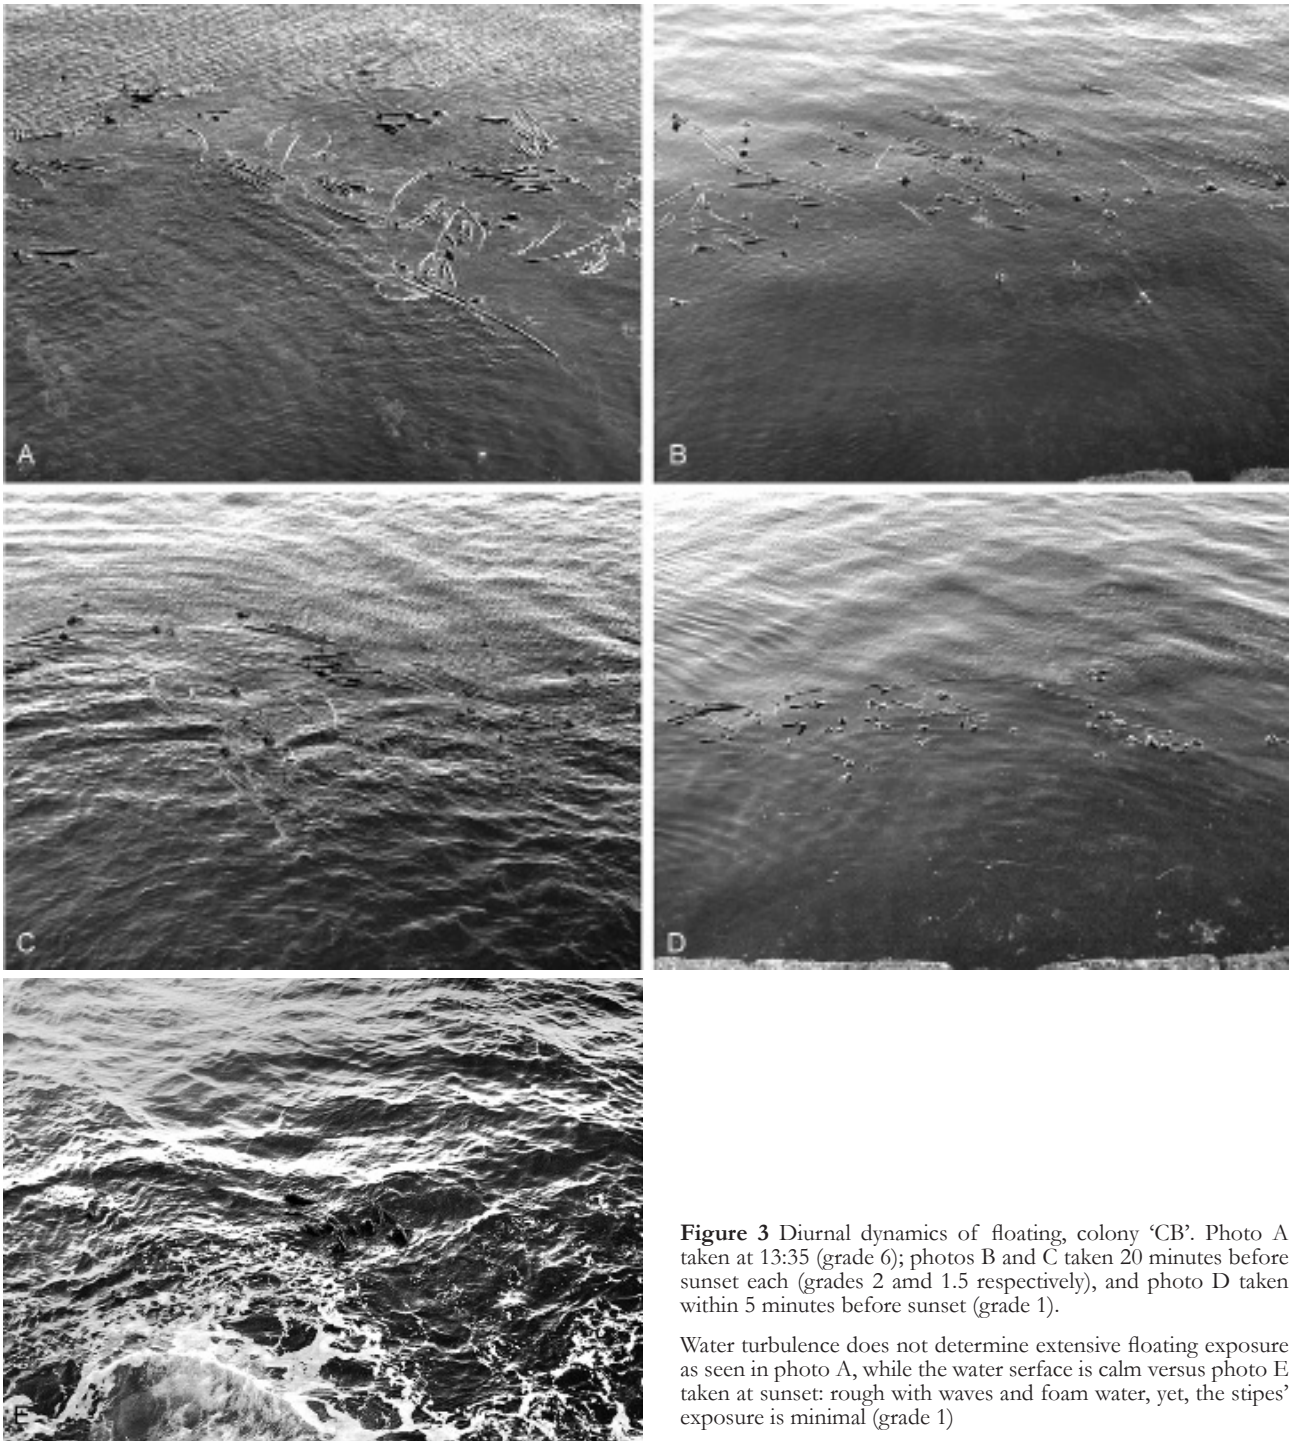 A
B
C
D
E
Figure 3 Diurnal dynamics of floating, colony ‘CB’. Photo A
taken at 13:35 (grade 6); photos B and C taken 20 minutes before
sunset each (grades 2 amd 1.5 respectively), and photo D taken
within 5 minutes before sunset (grade 1).
Water turbulence does not determine extensive floating exposure
as seen in photo A, while the water serface is calm versus photo E
taken at sunset: rough with waves and foam water, yet, the stipes’
exposure is minimal (grade 1)